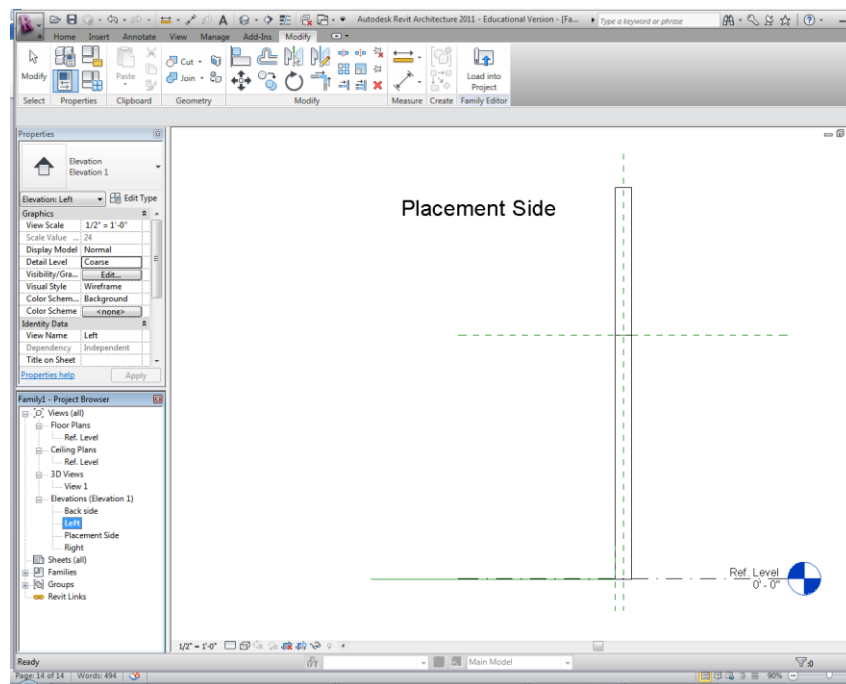 Autodesk Revit Architecture 2011 - Educational Version - [Fa...
Type a keyword or phrase
Home Insert Annotate View Manage Add-Ins Modify
Modify
Paste
Cut
Join
Load into
Project
Select Properties Clipboard Geometry Modify Measure Create Family Editor
Properties
Elevation
Elevation 1
Elevation: Left Edit Type
Graphics
View Scale 1/2" = 1'-0"
Scale Value ... 24
Display Model Normal
Detail Level Coarse
Visibility/Gra... Edit...
Visual Style Wireframe
Color Schem... Background
Color Scheme <none>
Identity Data
View Name Left
Dependency Independent
Title on Sheet
Properties help Apply
Family1 - Project Browser
Views (all)
Floor Plans
Ref. Level
Ceiling Plans
Ref. Level
3D Views
View 1
Elevations (Elevation 1)
Back side
Left
Placement Side
Right
Sheets (all)
Families
Groups
Revit Links
Placement Side
Ref. Level
0' - 0"
1/2" = 1'-0"
Ready
Main Model
:0
Page: 14 of 14 Words: 494
90%